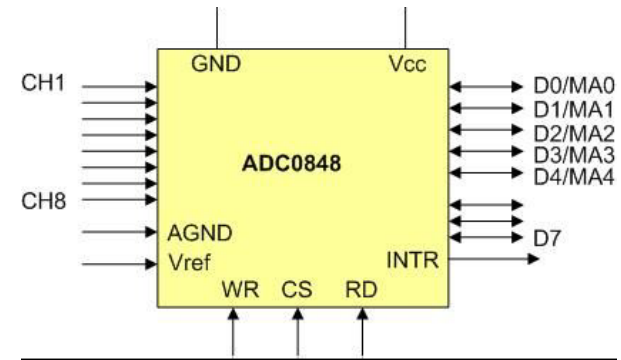 GND Vcc
CH1
D0/MA0
D1/MA1
D2/MA2
D3/MA3
D4/MA4
ADC0848
CH8
AGND
D7
Vref
INTR
WR CS RD